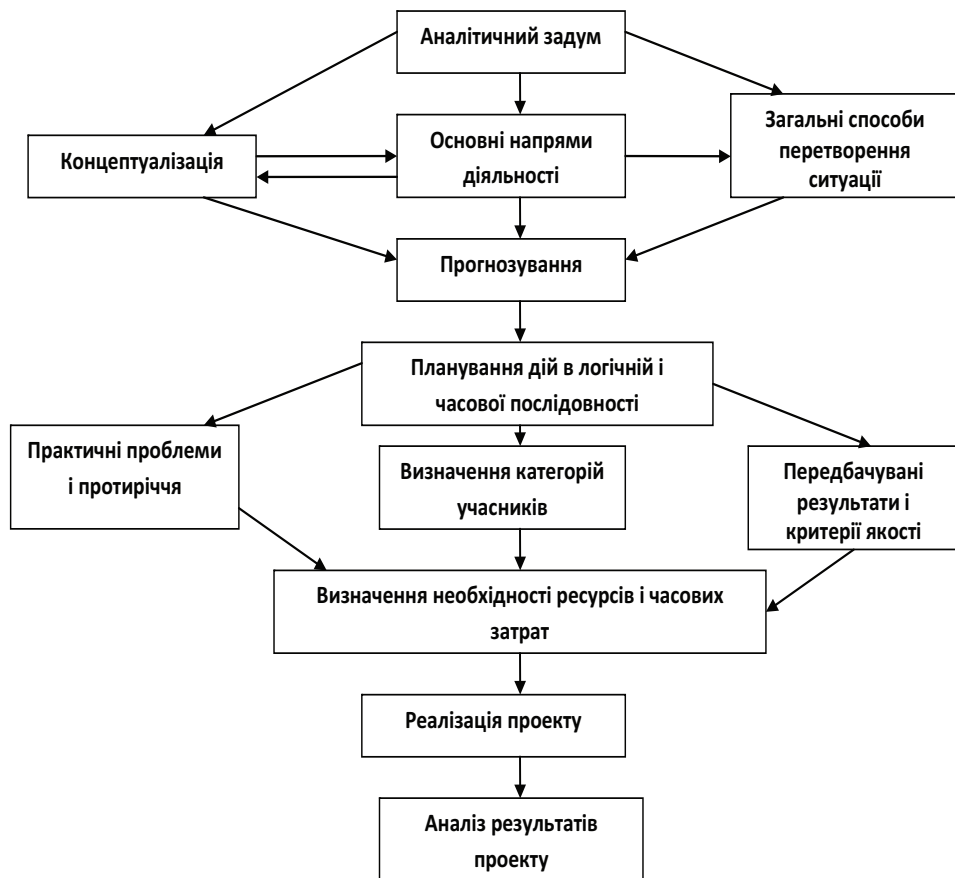 Аналітичний задум
Концептуалізація
Основні напрями
діяльності
Загальні способи
перетворення
ситуації
Прогнозування
Планування дій в логічній і
часової послідовності
Практичні проблеми
і протиріччя
Визначення категорій
учасників
Передбачувані
результати і
критерії якості
Визначення необхідності ресурсів і часових
затрат
Реалізація проекту
Аналіз результатів
проекту